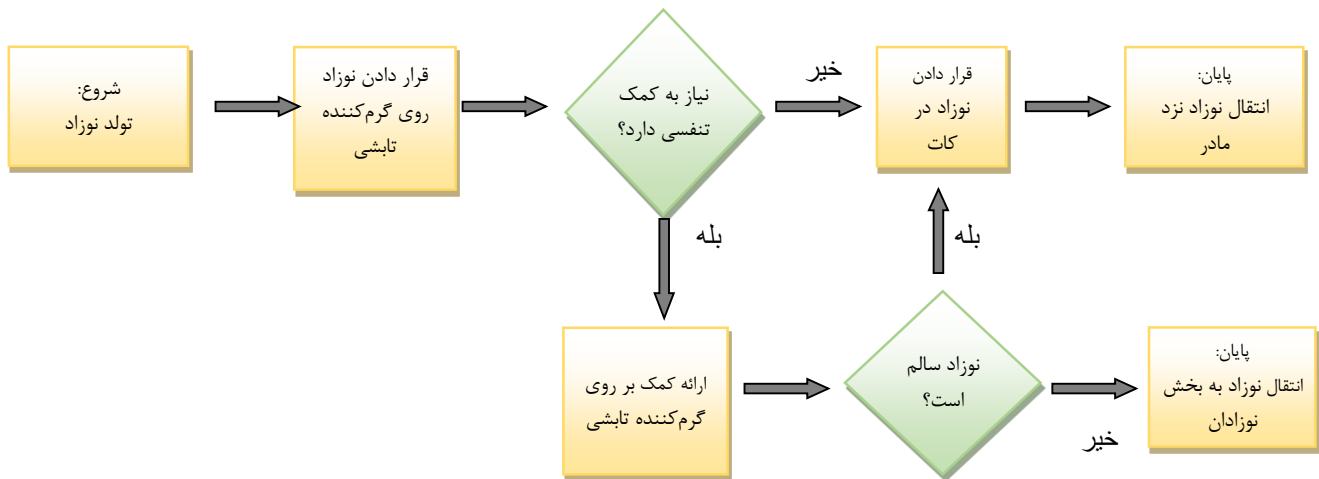 شروع:
تولد نوزاد
قرار دادن نوزاد
روی گرم‌کننده
تابشی
نیاز به کمک
تنفسی دارد؟
خیر
قرار دادن
نوزاد در
کات
پایان:
انتقال نوزاد نزد
مادر
بله
بله
ارائه کمک بر روی
گرم‌کننده تابشی
نوزاد سالم
است؟
خیر
پایان:
انتقال نوزاد به بخش
نوزادان